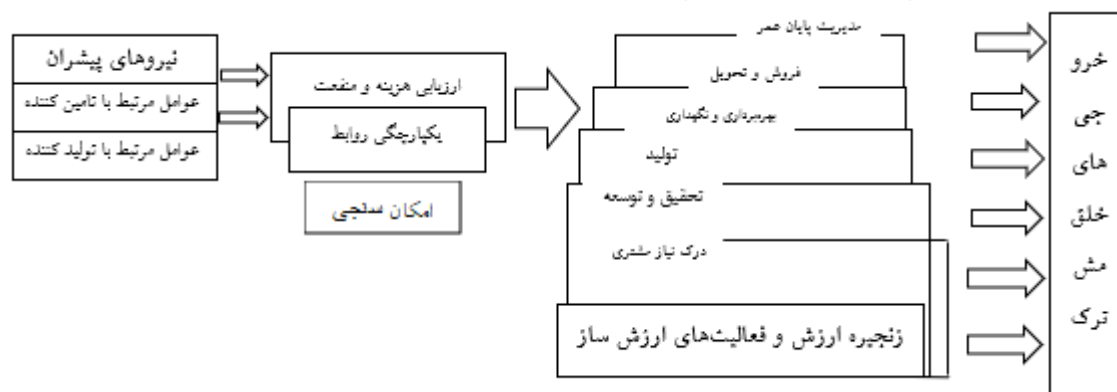 نیروهای پیشران
عوامل مرتبط با تامین کننده
عوامل مرتبط با تولید کننده
ارزیابی هزینه و منفعت
یکپارچگی روابط
امکان سنجی
مدیریت پایان عمر
فروش و تحویل
بهره‌برداری و نگهداری
تولید
تحقیق و توسعه
درک نیاز مشتری
زنجیره ارزش و فعالیت‌های ارزش ساز
خرو
جی
های
خلق
مش
ترک